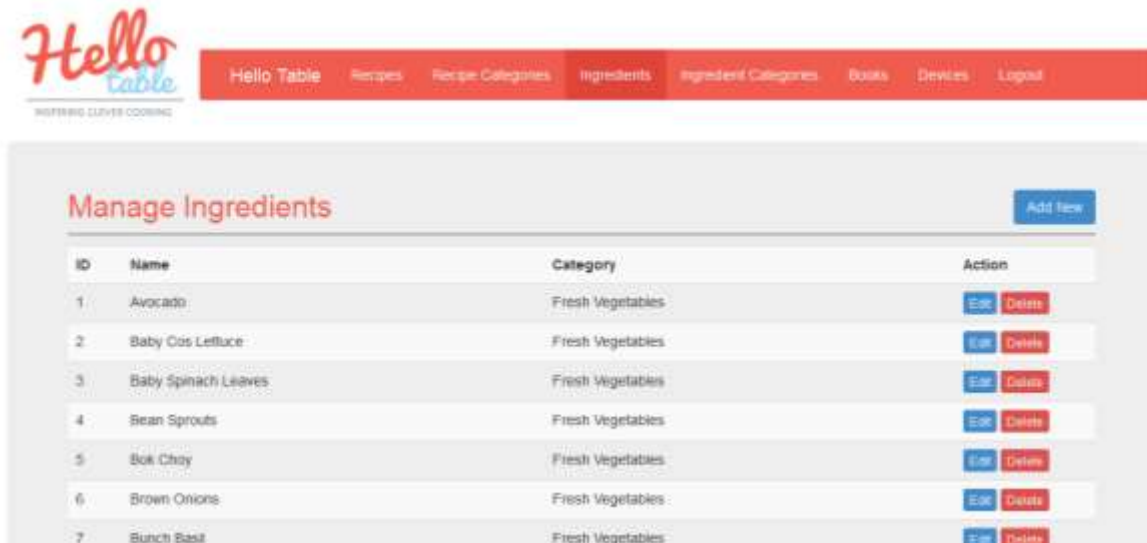 Hello
table
INSPIRING CLEVER COOKING
Hello Table Recipes Recipe Categories Ingredients Ingredient Categories Books Devices Logout
Manage Ingredients
Add New
ID Name Category Action
1 Avocado Fresh Vegetables Edit Delete
2 Baby Cos Lettuce Fresh Vegetables Edit Delete
3 Baby Spinach Leaves Fresh Vegetables Edit Delete
4 Bean Sprouts Fresh Vegetables Edit Delete
5 Bok Choy Fresh Vegetables Edit Delete
6 Brown Onions Fresh Vegetables Edit Delete
7 Bunch Basil Fresh Vegetables Edit Delete